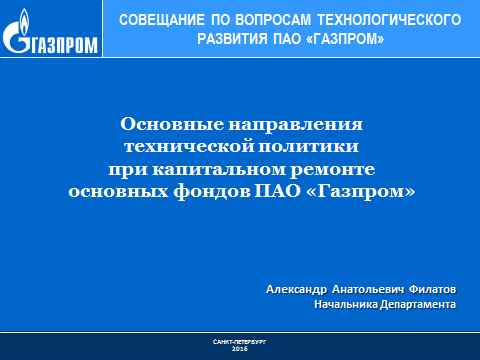 ГАЗПРОМ
СОВЕЩАНИЕ ПО ВОПРОСАМ ТЕХНОЛОГИЧЕСКОГО
РАЗВИТИЯ ПАО «ГАЗПРОМ»
Основные направления
технической политики
при капитальном ремонте
основных фондов ПАО «Газпром»
Александр Анатольевич Филатов
Начальника Департамента
САНКТ-ПЕТЕРБУРГ
2016